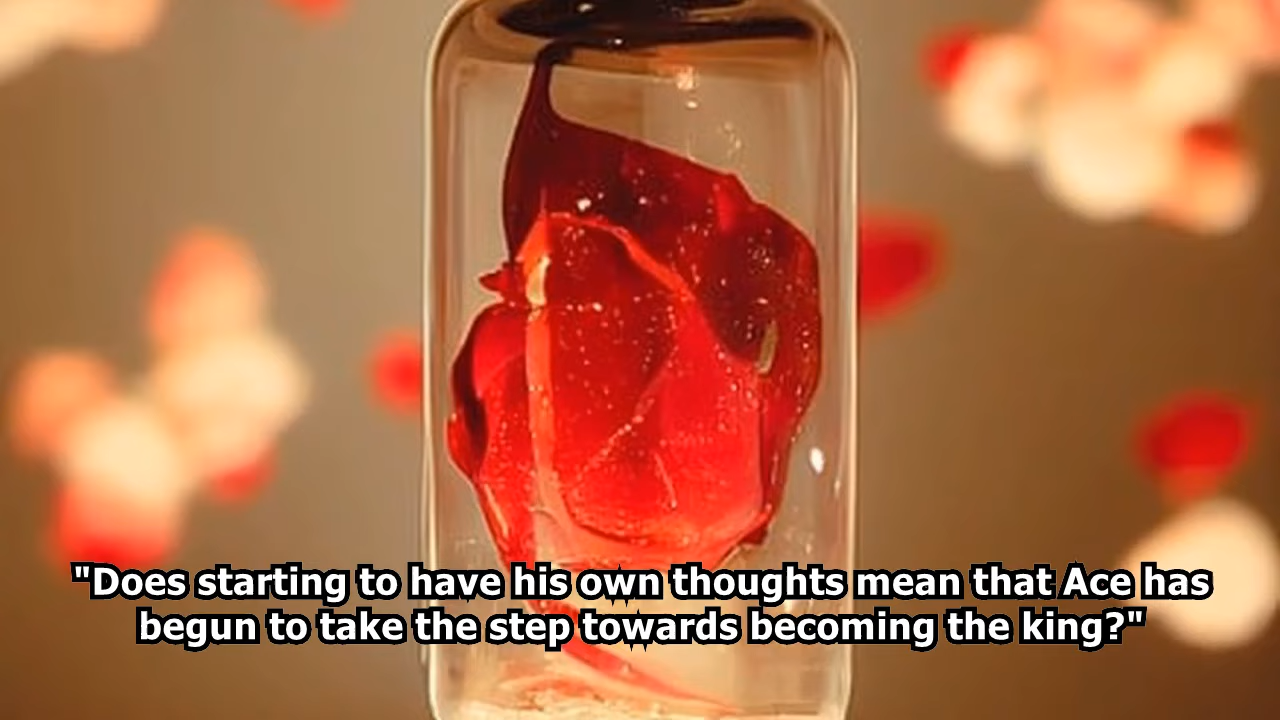 "Does starting to have his own thoughts mean that Ace has
begun to take the step towards becoming the king?"